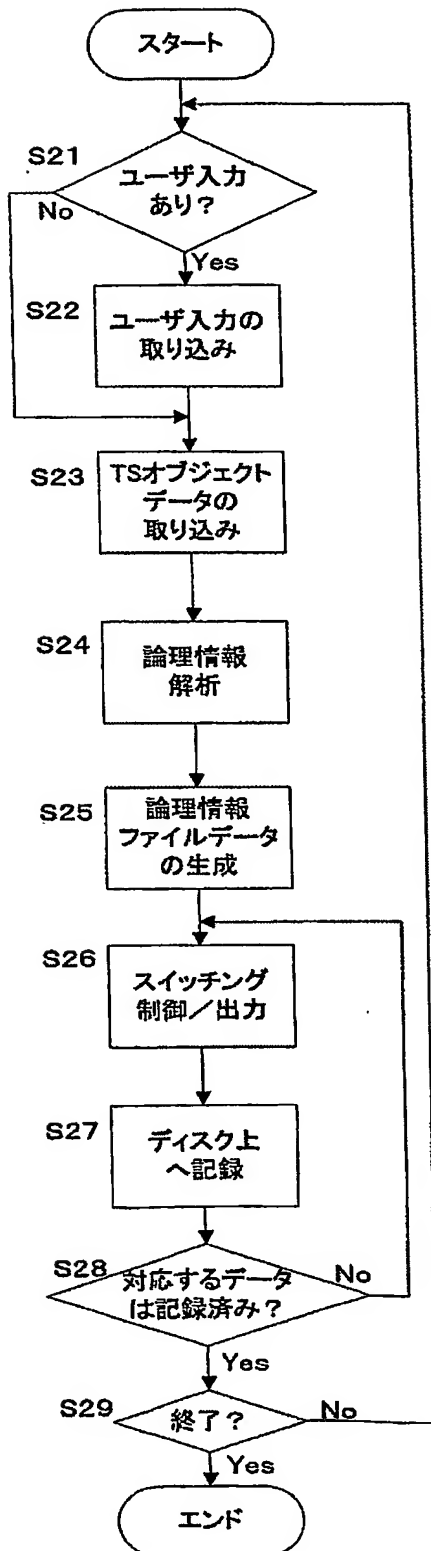 スタート
S21
ユーザ入力
あり?
No
Yes
S22
ユーザ入力の
取り込み
S23
TSオブジェクト
データの
取り込み
S24
論理情報
解析
S25
論理情報
ファイルデータ
の生成
S26
スイッチング
制御/出力
S27
ディスク上
へ記録
S28
対応するデータ
は記録済み?
No
Yes
S29
終了?
No
Yes
エンド